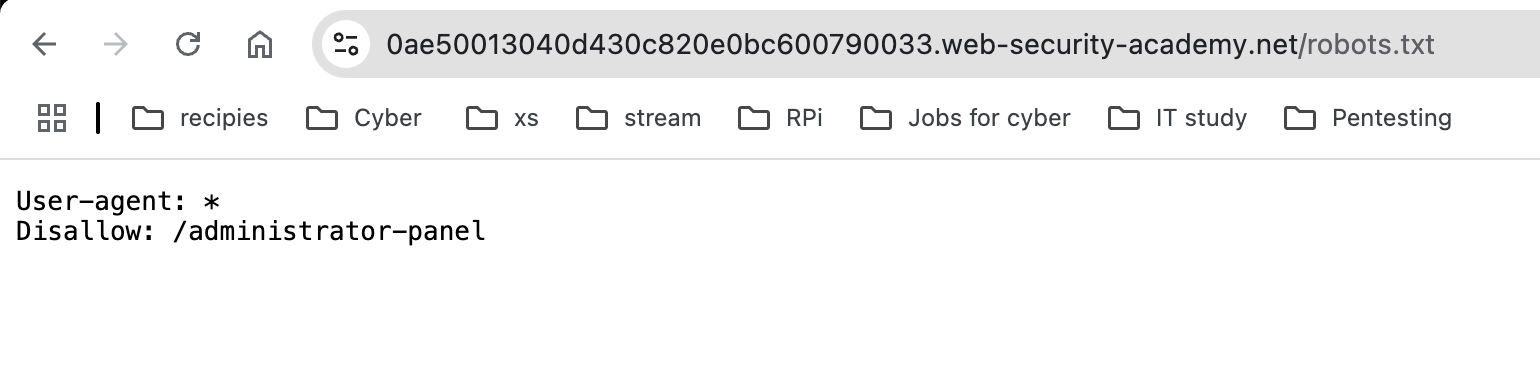 0ae50013040d430c820e0bc600790033.web-security-academy.net/robots.txt
recipies Cyber xs stream RPi Jobs for cyber IT study Pentesting
User-agent: *
Disallow: /administrator-panel